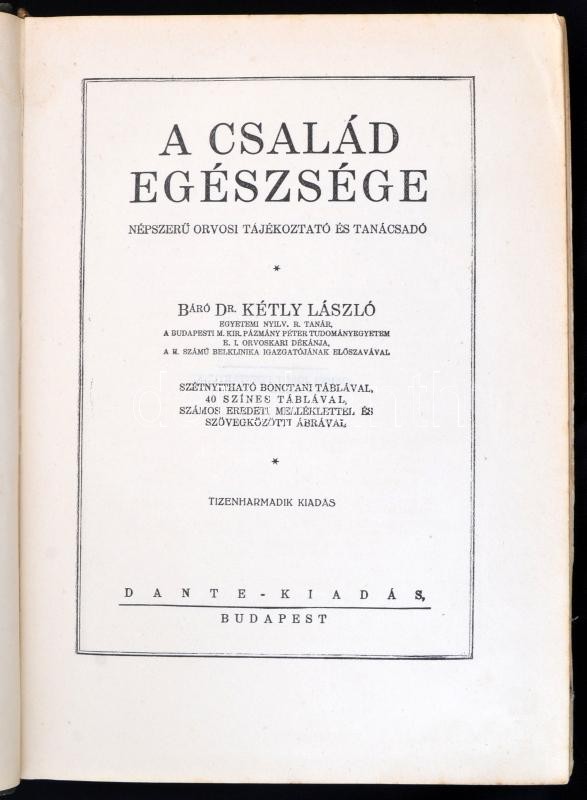 A CSALÁD
EGÉSZSÉGE
NÉPSZERŰ ORVOSI TÁJÉKOZTATÓ ÉS TANÁCSADÓ
*
BÁRÓ DR. KÉTLY LÁSZLÓ
EGYETEMI NYILV. R. TANÁR,
A BUDAPESTI M. KIR. PÁZMÁNY PÉTER TUDOMÁNYEGYETEM
E. I. ORVOSKARI DÉKÁNJA,
A II. SZÁMÚ BELKLINIKA IGAZGATÓJÁNAK ELŐSZAVÁVAL
SZÉTNYITHATÓ BONCTANI TÁBLÁVAL,
40 SZÍNES TÁBLÁVAL,
SZÁMOS EREDETI MELLÉKLETTEL ÉS
SZÖVEGKÖZÖTTI ÁBRÁVAL
*
TIZENHARMADIK KIADÁS
DANTE-KIADÁS,
BUDAPEST